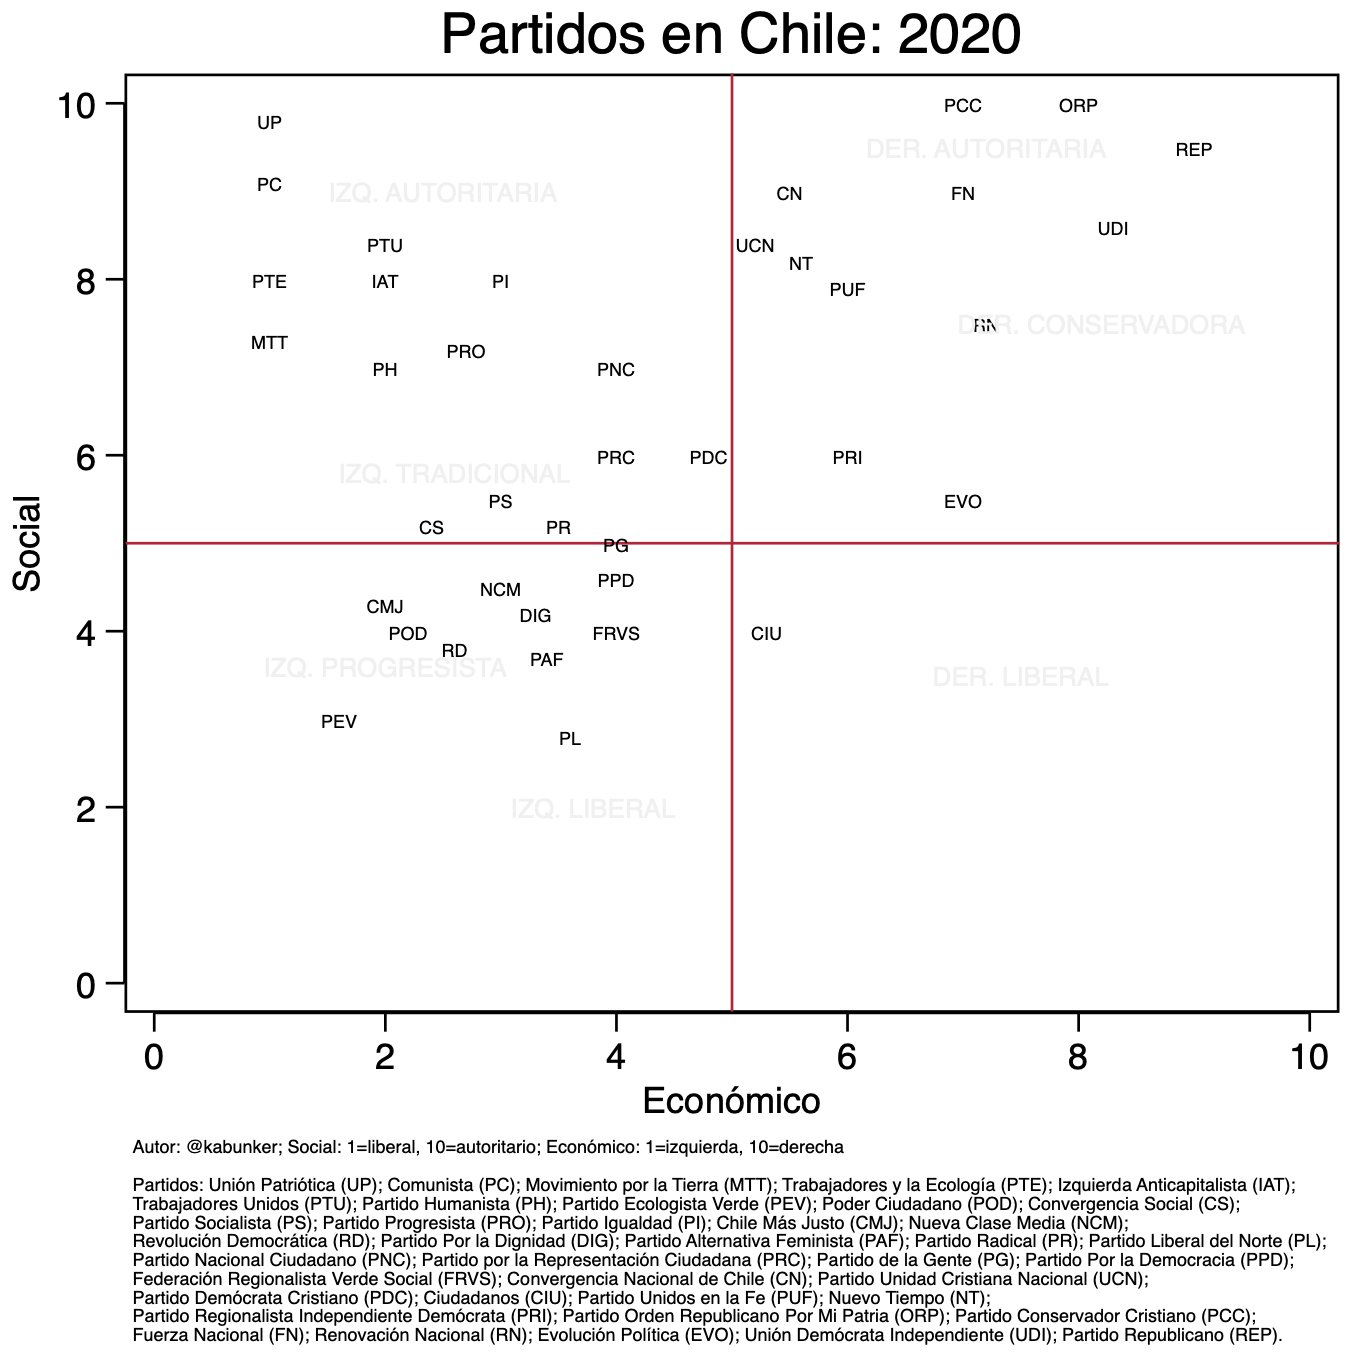 Partidos en Chile: 2020
10
PCC ORP
UP
DER. AUTORITARIA REP
PC IZQ. AUTORITARIA CN FN
UDI
PTU UCN
NT
8 PTE IAT PI PUF
DER. CONSERVADORA
RN
MTT PRO
PH PNC
6 PRC PDC PRI
IZQ. TRADICIONAL
PS EVO
CS PR
Social
PG
NCM PPD
CMJ DIG
4 POD FRVS CIU
RD PAF
IZQ. PROGRESISTA DER. LIBERAL
PEV PL
2 IZQ. LIBERAL
0
0 2 4 6 8 10
Económico
Autor: @kabunker; Social: 1=liberal, 10=autoritario; Económico: 1=izquierda, 10=derecha
Partidos: Unión Patriótica (UP); Comunista (PC); Movimiento por la Tierra (MTT); Trabajadores y la Ecología (PTE); Izquierda Anticapitalista (IAT);
Trabajadores Unidos (PTU); Partido Humanista (PH); Partido Ecologista Verde (PEV); Poder Ciudadano (POD); Convergencia Social (CS);
Partido Socialista (PS); Partido Progresista (PRO); Partido Igualdad (PI); Chile Más Justo (CMJ); Nueva Clase Media (NCM);
Revolución Democrática (RD); Partido Por la Dignidad (DIG); Partido Alternativa Feminista (PAF); Partido Radical (PR); Partido Liberal del Norte (PL);
Partido Nacional Ciudadano (PNC); Partido por la Representación Ciudadana (PRC); Partido de la Gente (PG); Partido Por la Democracia (PPD);
Federación Regionalista Verde Social (FRVS); Convergencia Nacional de Chile (CN); Partido Unidad Cristiana Nacional (UCN);
Partido Demócrata Cristiano (PDC); Ciudadanos (CIU); Partido Unidos en la Fe (PUF); Nuevo Tiempo (NT);
Partido Regionalista Independiente Demócrata (PRI); Partido Orden Republicano Por Mi Patria (ORP); Partido Conservador Cristiano (PCC);
Fuerza Nacional (FN); Renovación Nacional (RN); Evolución Política (EVO); Unión Demócrata Independiente (UDI); Partido Republicano (REP).